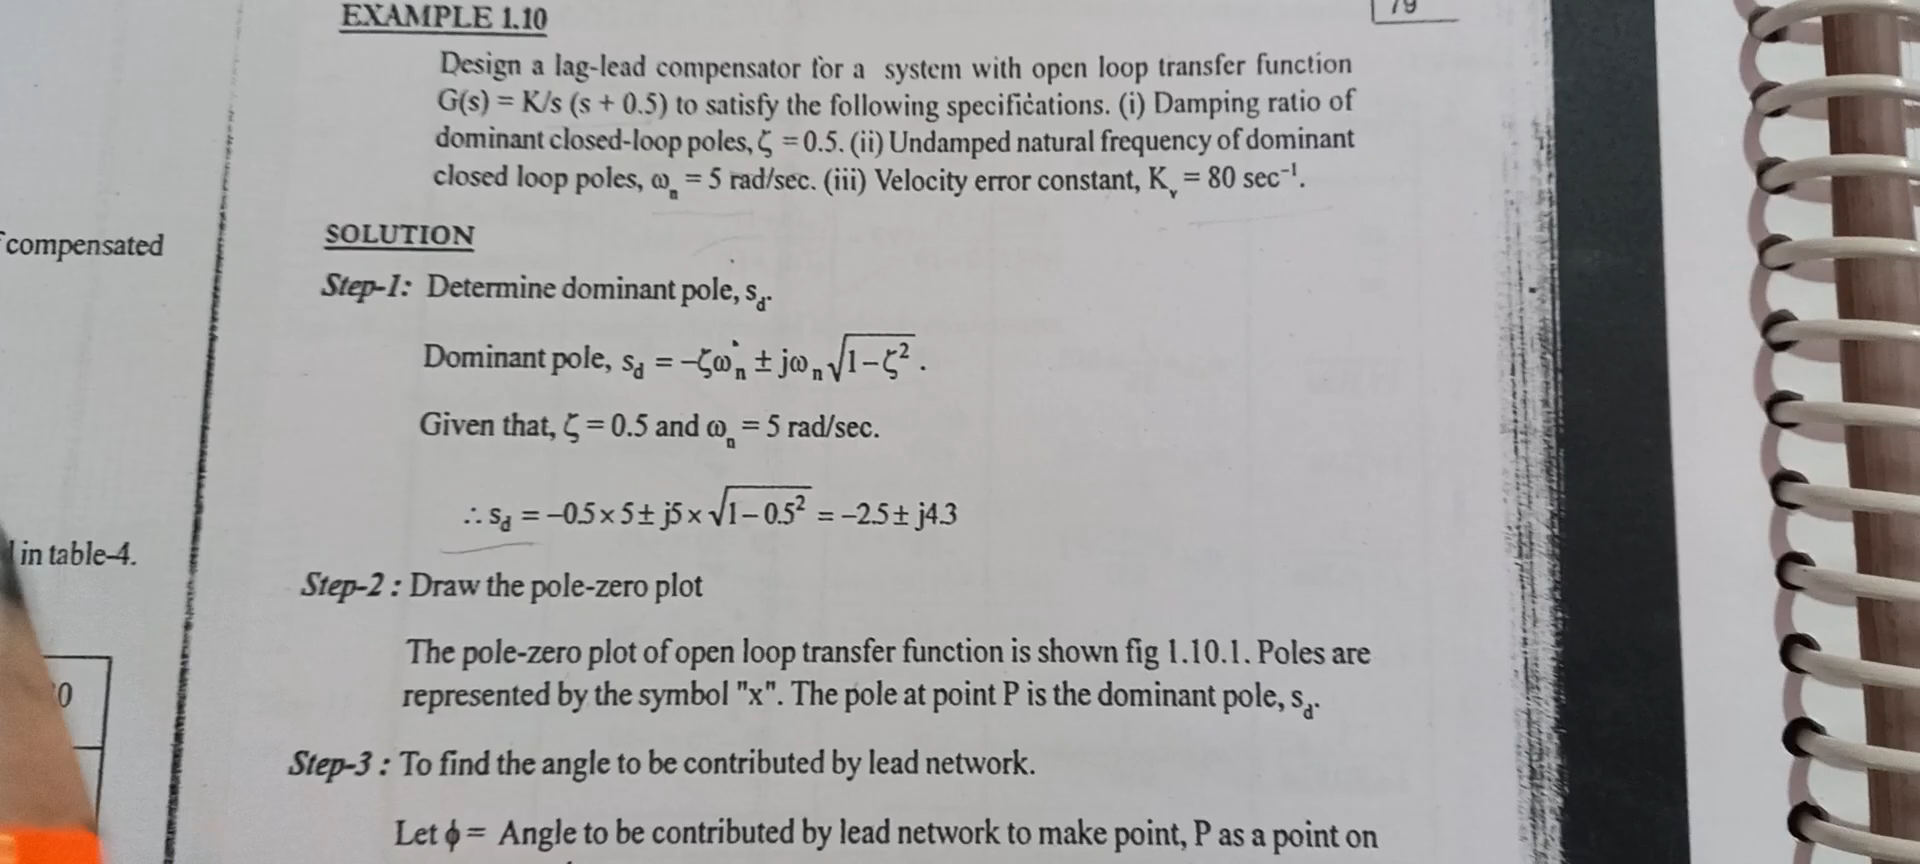 79
EXAMPLE 1.10
Design a lag-lead compensator for a system with open loop transfer function
G(s) = K/s (s + 0.5) to satisfy the following specifications. (i) Damping ratio of
dominant closed-loop poles, ζ = 0.5. (ii) Undamped natural frequency of dominant
closed loop poles, ωₙ = 5 rad/sec. (iii) Velocity error constant, Kᵥ = 80 sec⁻¹.
compensated
SOLUTION
Step-1: Determine dominant pole, s_d.
Dominant pole, s_d = –ζωₙ ± jωₙ√(1–ζ²) .
Given that, ζ = 0.5 and ωₙ = 5 rad/sec.
∴ s_d = –0.5 × 5 ± j5 × √(1– 0.5²) = –2.5 ± j4.3
in table-4.
Step-2 : Draw the pole-zero plot
The pole-zero plot of open loop transfer function is shown fig 1.10.1. Poles are
0
represented by the symbol "x". The pole at point P is the dominant pole, s_d.
Step-3 : To find the angle to be contributed by lead network.
Let ϕ = Angle to be contributed by lead network to make point, P as a point on